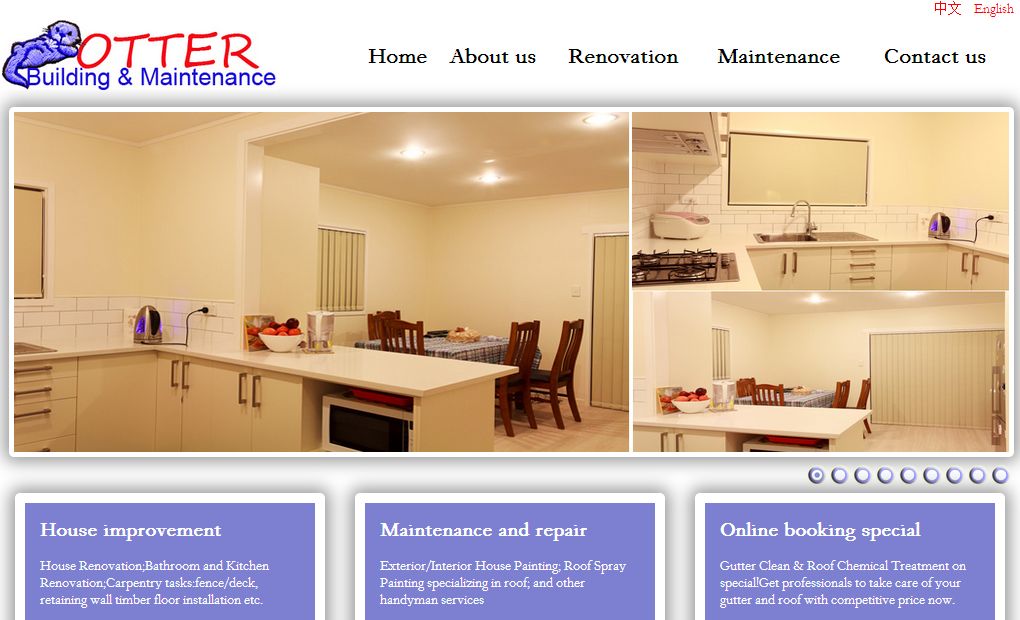 中文 English
OTTER
Building & Maintenance
Home About us Renovation Maintenance Contact us
House improvement
House Renovation;Bathroom and Kitchen
Renovation;Carpentry tasks:fence/deck,
retaining wall timber floor installation etc.
Maintenance and repair
Exterior/Interior House Painting; Roof Spray
Painting specializing in roof; and other
handyman services
Online booking special
Gutter Clean & Roof Chemical Treatment on
special!Get professionals to take care of your
gutter and roof with competitive price now.